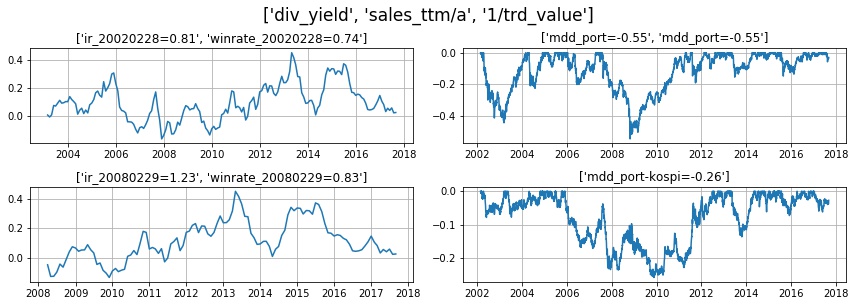 ['div_yield', 'sales_ttm/a', '1/trd_value']
['ir_20020228=0.81', 'winrate_20020228=0.74']
0.4
0.2
0.0
2004 2006 2008 2010 2012 2014 2016 2018
['mdd_port=-0.55', 'mdd_port=-0.55']
0.0
−0.2
−0.4
2002 2004 2006 2008 2010 2012 2014 2016 2018
['ir_20080229=1.23', 'winrate_20080229=0.83']
0.4
0.2
0.0
2008 2009 2010 2011 2012 2013 2014 2015 2016 2017 2018
['mdd_port-kospi=-0.26']
0.0
−0.1
−0.2
2002 2004 2006 2008 2010 2012 2014 2016 2018